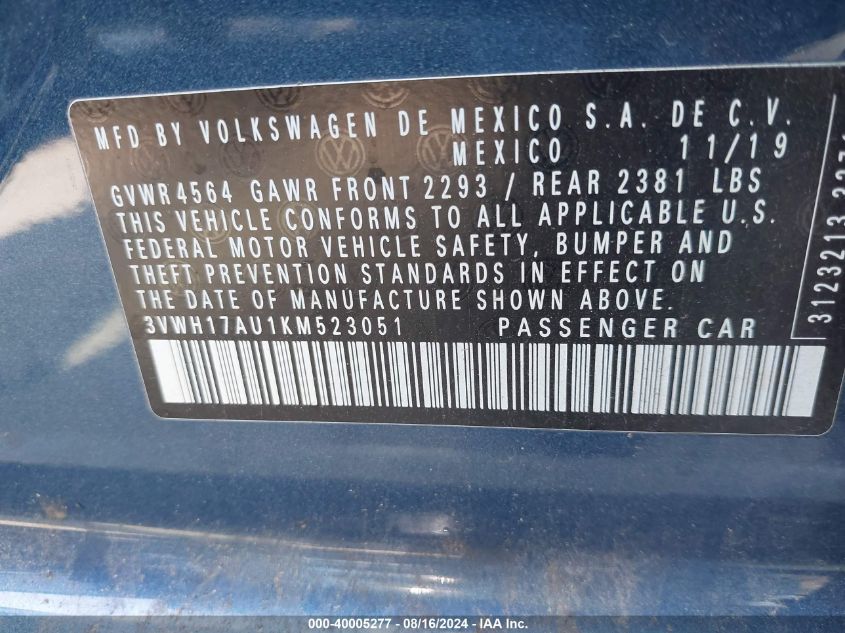 MFD BY VOLKSWAGEN DE MEXICO S.A. DE C.V.
MEXICO 11/19
GVWR 4564 GAWR FRONT 2293 / REAR 2381 LBS
THIS VEHICLE CONFORMS TO ALL APPLICABLE U.S.
FEDERAL MOTOR VEHICLE SAFETY, BUMPER AND
THEFT PREVENTION STANDARDS IN EFFECT ON
THE DATE OF MANUFACTURE SHOWN ABOVE.
3VWH17AU1KM523051 PASSENGER CAR
3123213
000-40005277 - 08/16/2024 - IAA Inc.